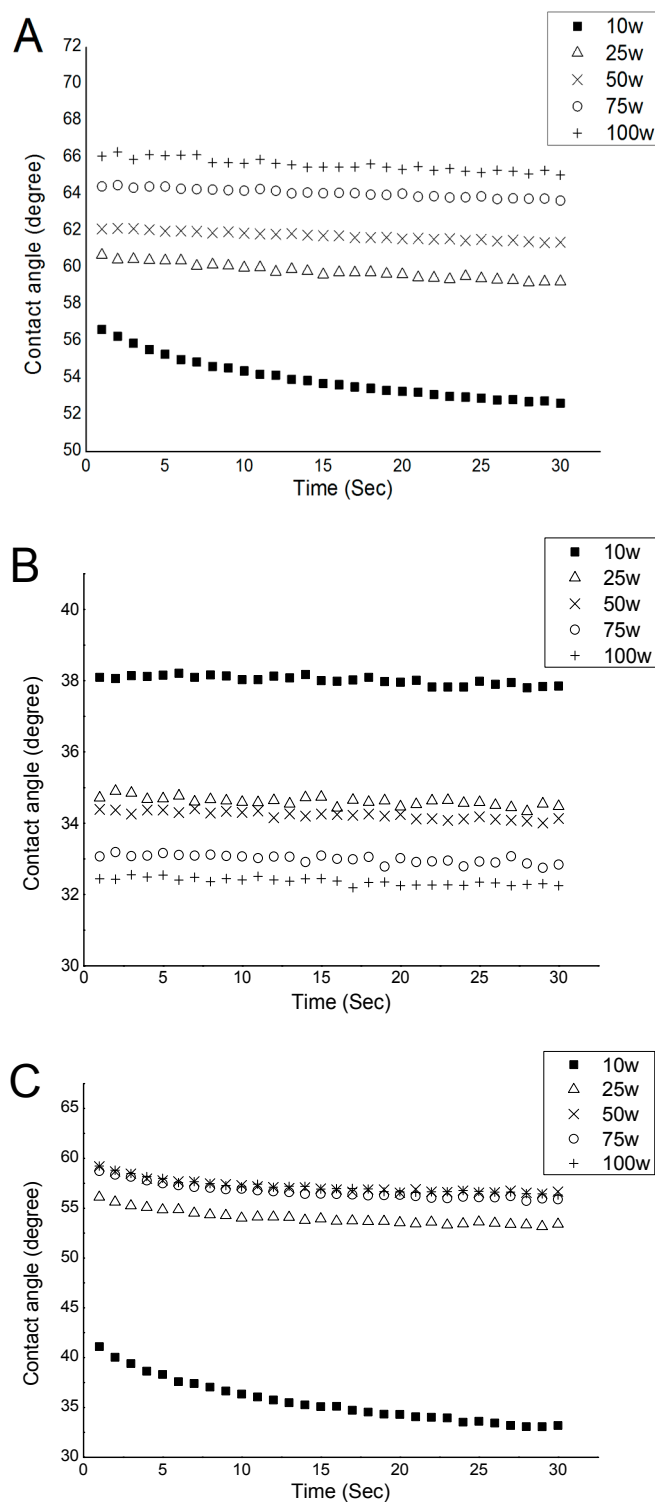 A
10w
25w
50w
75w
100w
72
70
68
66
64
62
60
58
56
54
52
50
Contact angle (degree)
0 5 10 15 20 25 30
Time (Sec)
B
10w
25w
50w
75w
100w
40
38
36
34
32
30
Contact angle (degree)
0 5 10 15 20 25 30
Time (Sec)
C
10w
25w
50w
75w
100w
65
60
55
50
45
40
35
30
Contact angle (degree)
0 5 10 15 20 25 30
Time (Sec)